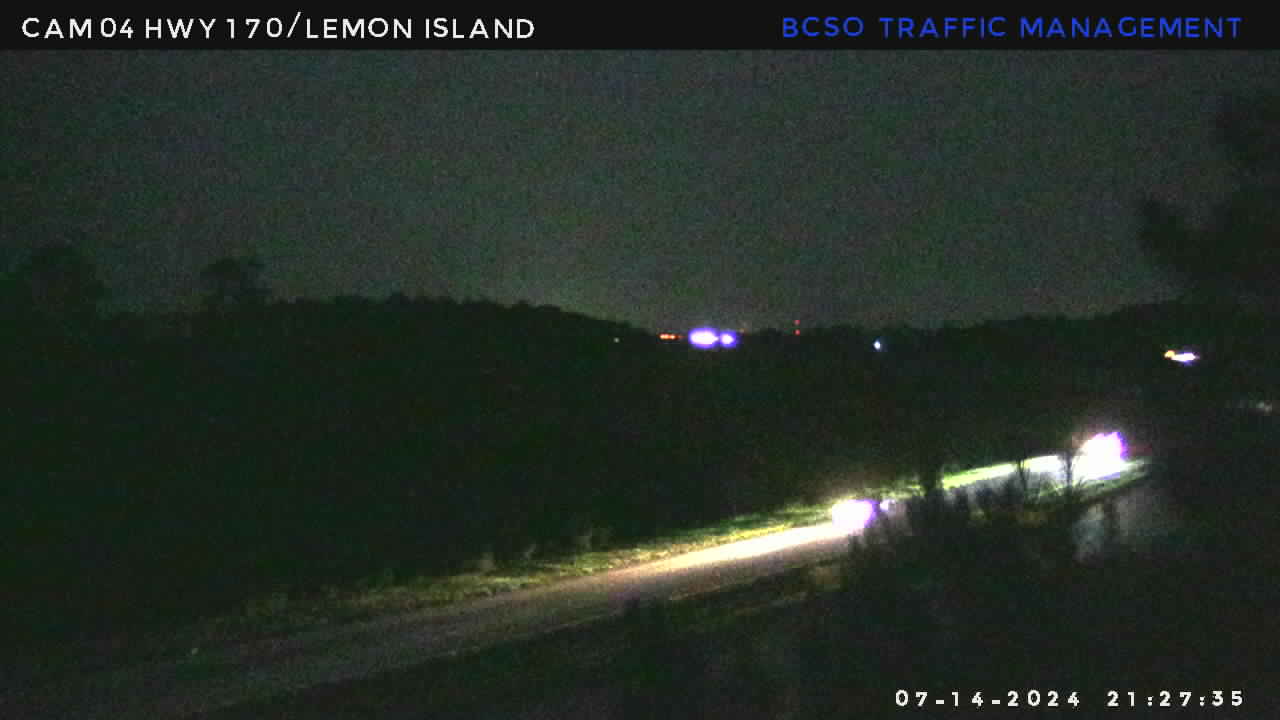 CAM04 HWY 170/LEMON ISLAND
BCSO TRAFFIC MANAGEMENT
07-14-2024 21:27:35